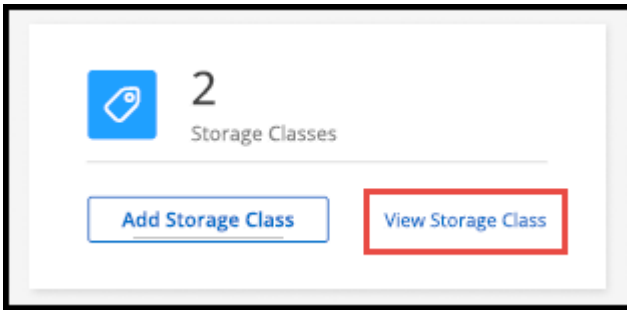 2
Storage Classes
Add Storage Class
View Storage Class